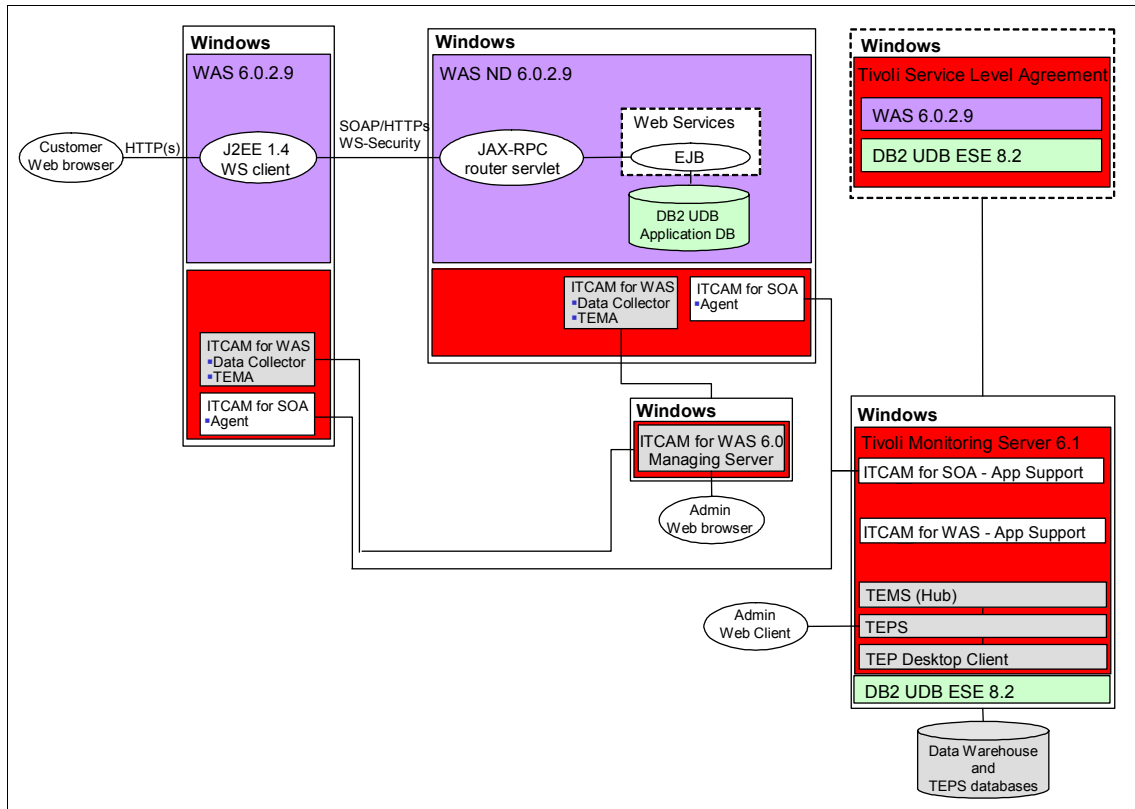 Windows
WAS 6.0.2.9
Customer
Web browser
HTTP(s)
J2EE 1.4
WS client
SOAP/HTTPs
WS-Security
ITCAM for WAS
▪Data Collector
▪TEMA
ITCAM for SOA
▪Agent
Windows
WAS ND 6.0.2.9
JAX-RPC
router servlet
Web Services
EJB
DB2 UDB
Application DB
ITCAM for WAS
▪Data Collector
▪TEMA
ITCAM for SOA
▪Agent
Windows
ITCAM for WAS 6.0
Managing Server
Admin
Web browser
Windows
Tivoli Service Level Agreement
WAS 6.0.2.9
DB2 UDB ESE 8.2
Windows
Tivoli Monitoring Server 6.1
ITCAM for SOA - App Support
ITCAM for WAS - App Support
TEMS (Hub)
Admin
Web Client
TEPS
TEP Desktop Client
DB2 UDB ESE 8.2
Data Warehouse
and
TEPS databases